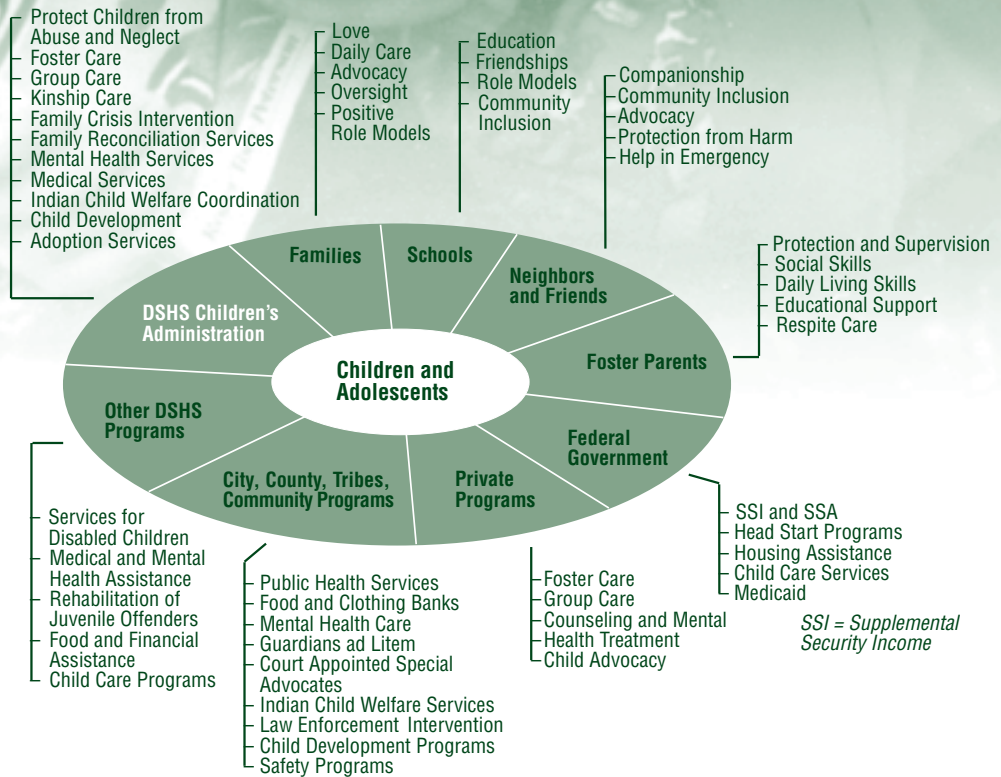 Protect Children from
Abuse and Neglect
Foster Care
Group Care
Kinship Care
Family Crisis Intervention
Family Reconciliation Services
Mental Health Services
Medical Services
Indian Child Welfare Coordination
Child Development
Adoption Services
Love
Daily Care
Advocacy
Oversight
Positive
Role Models
Education
Friendships
Role Models
Community
Inclusion
Companionship
Community Inclusion
Advocacy
Protection from Harm
Help in Emergency
Protection and Supervision
Social Skills
Daily Living Skills
Educational Support
Respite Care
DSHS Children's
Administration
Families
Schools
Neighbors
and Friends
Foster Parents
Children and
Adolescents
Other DSHS
Programs
City, County, Tribes,
Community Programs
Private
Programs
Federal
Government
Services for
Disabled Children
Medical and Mental
Health Assistance
Rehabilitation of
Juvenile Offenders
Food and Financial
Assistance
Child Care Programs
Public Health Services
Food and Clothing Banks
Mental Health Care
Guardians ad Litem
Court Appointed Special
Advocates
Indian Child Welfare Services
Law Enforcement Intervention
Child Development Programs
Safety Programs
Foster Care
Group Care
Counseling and Mental
Health Treatment
Child Advocacy
SSI and SSA
Head Start Programs
Housing Assistance
Child Care Services
Medicaid
SSI = Supplemental
Security Income